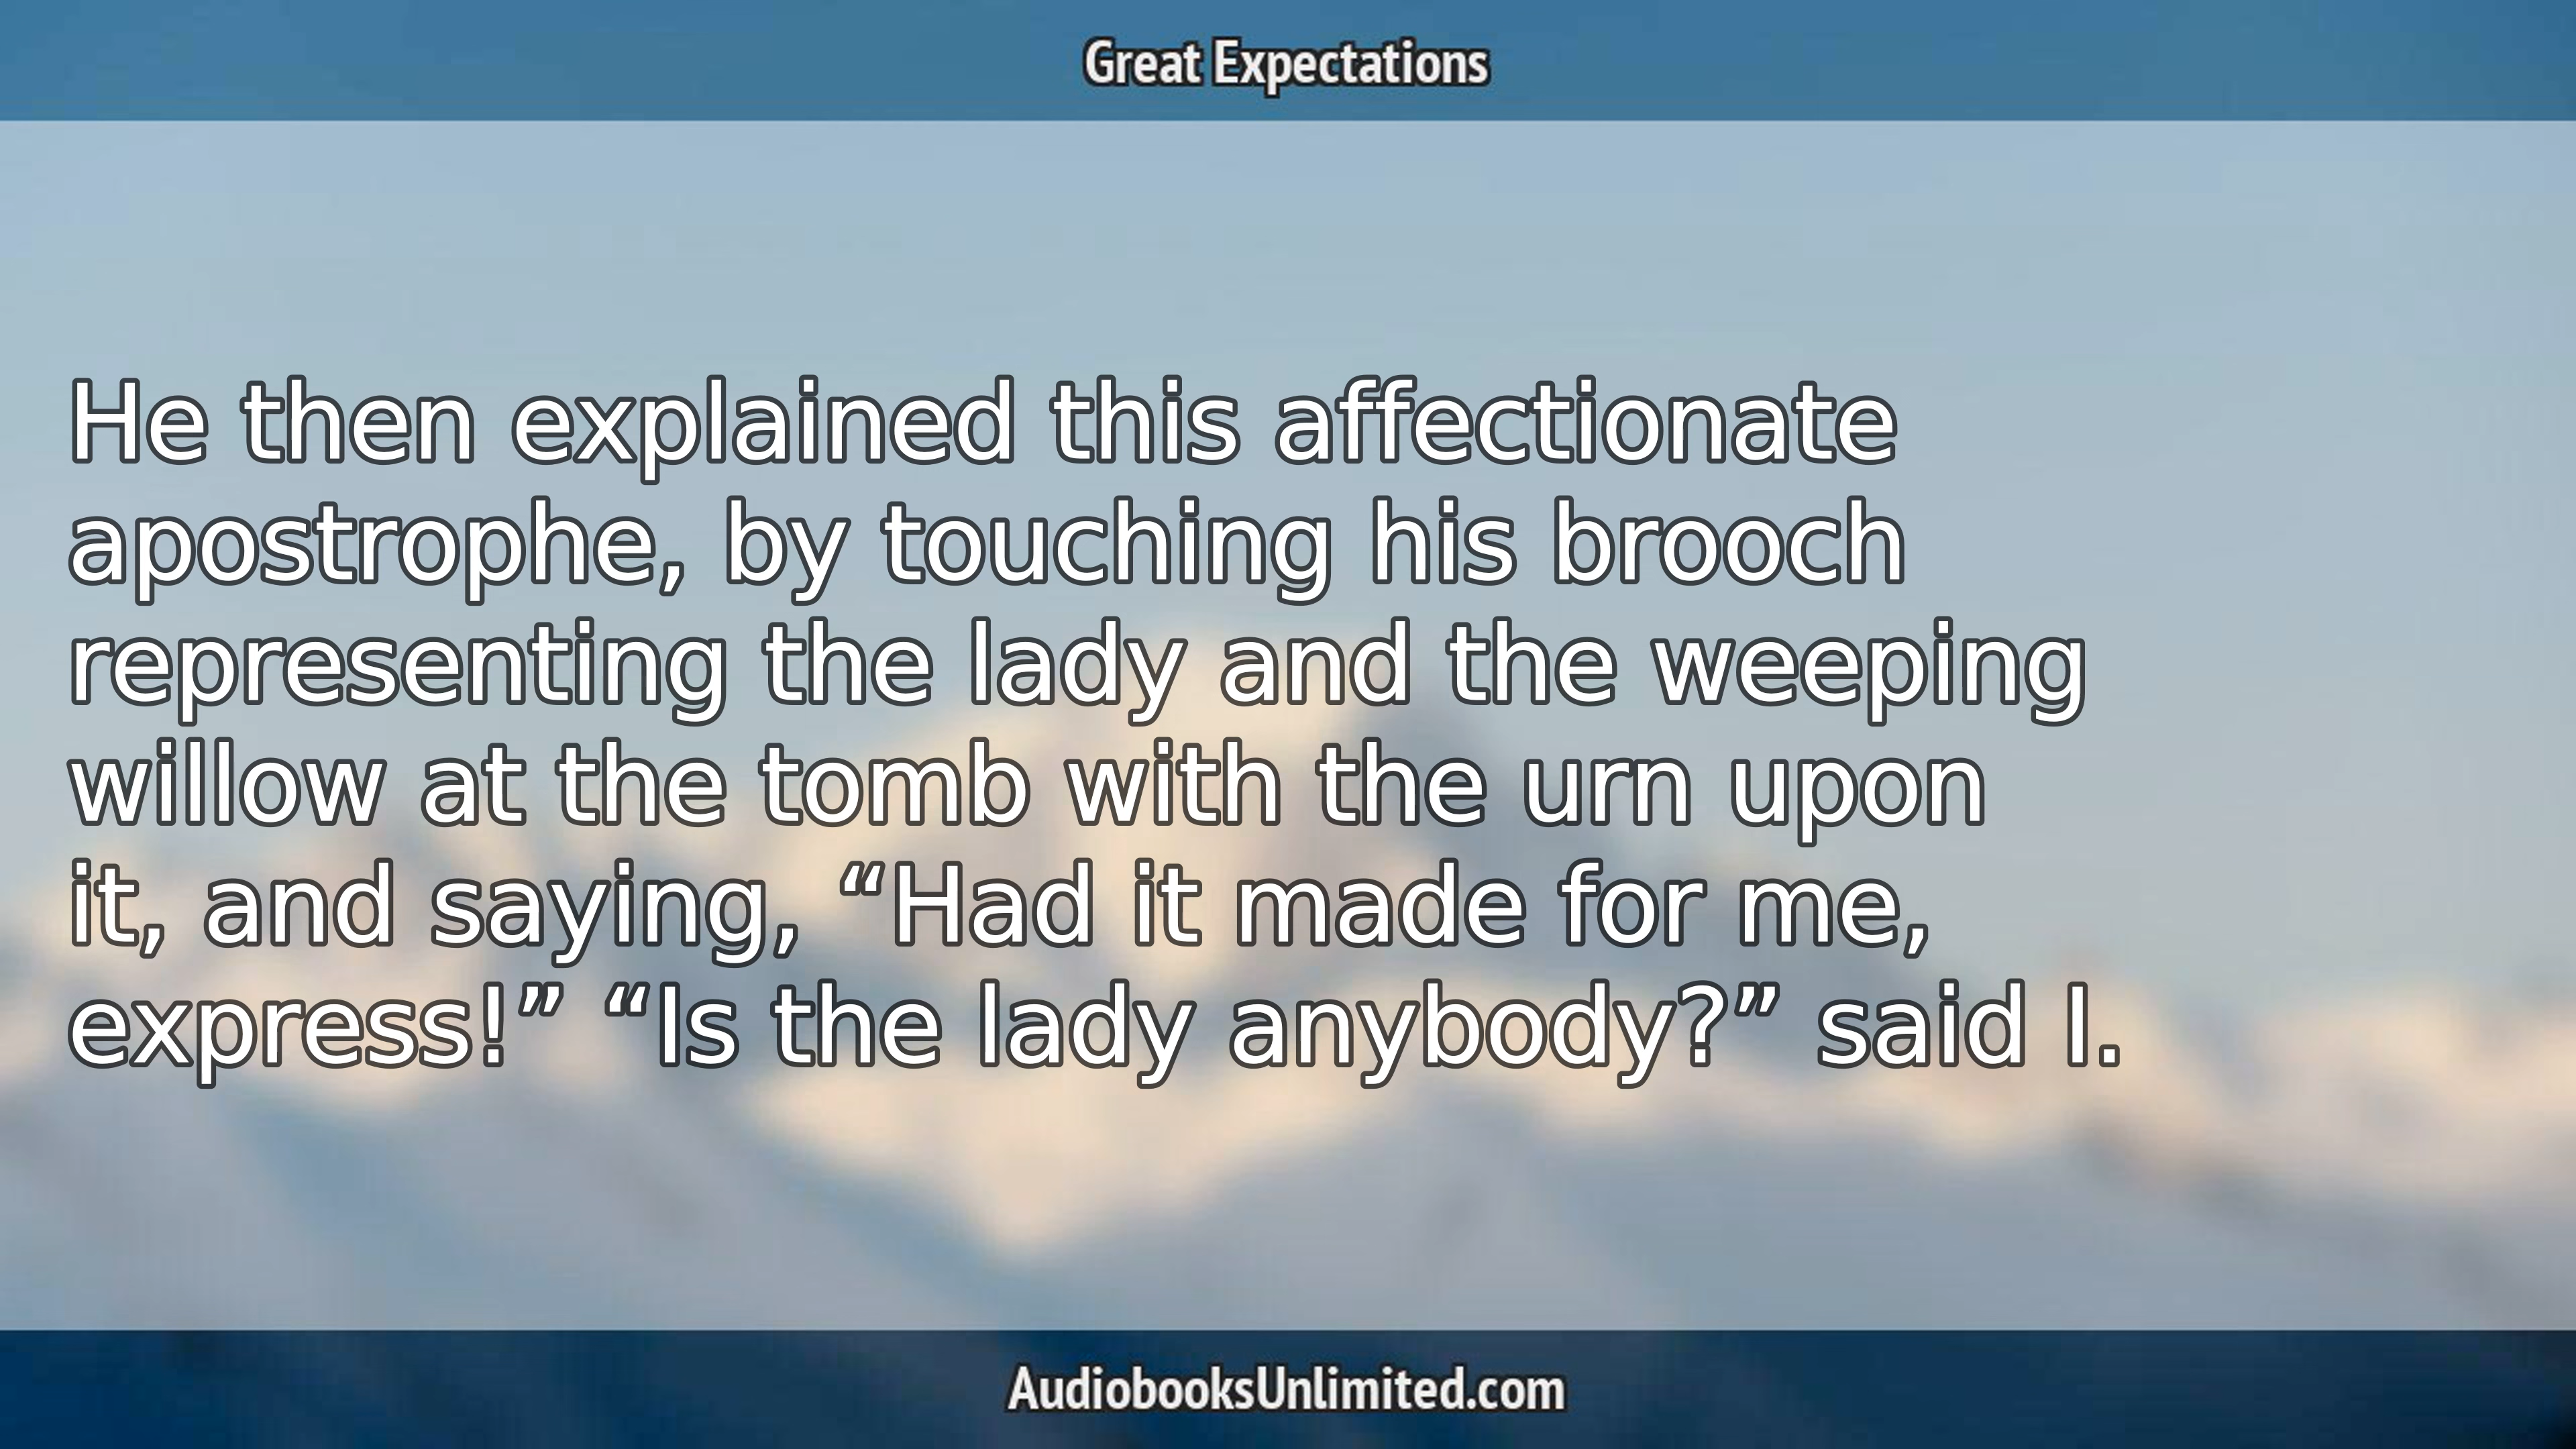 Great Expectations
He then explained this affectionate
apostrophe, by touching his brooch
representing the lady and the weeping
willow at the tomb with the urn upon
it, and saying, “Had it made for me,
express!” “Is the lady anybody?” said I.
AudiobooksUnlimited.com